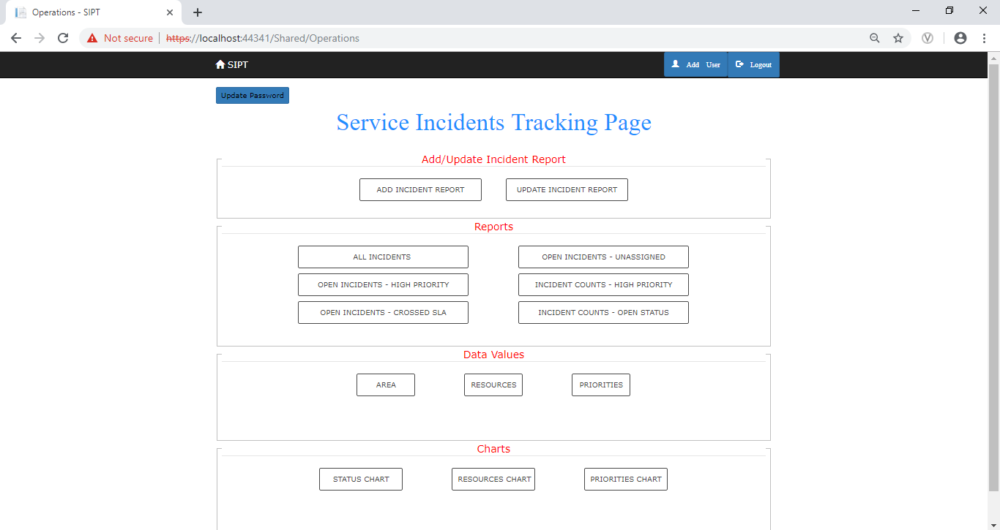 Operations - SIPT
Not secure https://localhost:44341/Shared/Operations
SIPT Add User Logout
Update Password
Service Incidents Tracking Page
Add/Update Incident Report
ADD INCIDENT REPORT UPDATE INCIDENT REPORT
Reports
ALL INCIDENTS OPEN INCIDENTS - UNASSIGNED
OPEN INCIDENTS - HIGH PRIORITY INCIDENT COUNTS - HIGH PRIORITY
OPEN INCIDENTS - CROSSED SLA INCIDENT COUNTS - OPEN STATUS
Data Values
AREA RESOURCES PRIORITIES
Charts
STATUS CHART RESOURCES CHART PRIORITIES CHART